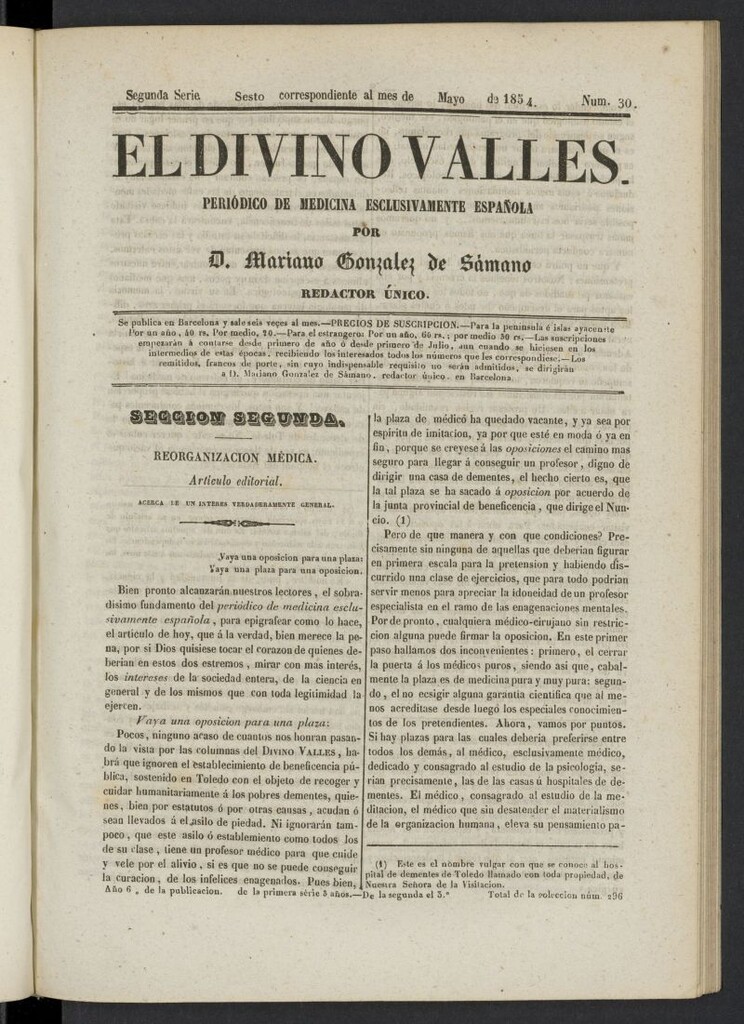 Segunda Serie Sesto correspondiente al mes de Mayo de 1854. Num. 30.
EL DIVINO VALLES.
PERIÓDICO DE MEDICINA ESCLUSIVAMENTE ESPAÑOLA
POR
D. Mariano Gonzalez de Sámano
REDACTOR ÚNICO.
Se publica en Barcelona y sale seis veces al mes.—PRECIOS DE SUSCRIPCION.—Para la península é islas ayacente
Por un año, 40 rs. Por medio, 20.—Para el estrangero: Por un año, 60 rs.; por medio 30 rs.—Las suscripciones
empezarán á contarse desde primero de año ó desde primero de Julio, aun cuando se hiciesen en los
intermedios de estas épocas, recibiendo los interesados todos los números que les correspondiese.—Los
remitidos, francos de porte, sin cuyo indispensable requisito no serán admitidos, se dirigirán
a D. Mariano Gonzalez de Sámano, redactor único, en Barcelona.
SECCION SEGUNDA.
REORGANIZACION MÉDICA.
Articulo editorial.
ACERCA DE UN INTERES VERDADERAMENTE GENERAL.
Vaya una oposicion para una plaza:
Vaya una plaza para una oposicion.
Bien pronto alcanzarán nuestros lectores, el sobra-
dísimo fundamento del periódico de medicina esclu-
sivamente española, para epigrafear como lo hace,
el articulo de hoy, que á la verdad, bien merece la pe-
na, por si Dios quisiese tocar el corazon de quienes de-
berian en estos dos estremos, mirar con mas interés,
los intereses de la sociedad entera, de la ciencia en
general y de los mismos que con toda legitimidad la
ejercen.
Vaya una oposicion para una plaza:
Pocos, ninguno acaso de cuantos nos honran pasan-
do la vista por las columnas del DIVINO VALLES, ha-
brá que ignoren el establecimiento de beneficencia pú-
blica, sostenido en Toledo con el objeto de recoger y
cuidar humanitariamente á los pobres dementes, quie-
nes, bien por estatutos ó por otras causas, acudan ó
sean llevados á el asilo de piedad. Ni ignorarán tam-
poco, que este asilo ó establemiento como todos los
de su clase, tiene un profesor médico para que cuide
y vele por el alivio, si es que no se puede conseguir
la curacion, de los infelices enagenados. Pues bien,
la plaza de médicó ha quedado vacante, y ya sea por
espiritu de imitacion, ya por que esté en moda ó ya en
fin, porque se creyese á las oposiciones el camino mas
seguro para llegar á conseguir un profesor, digno de
dirigir una casa de dementes, el hecho cierto es, que
la tal plaza se ha sacado á oposicion por acuerdo de
la junta provincial de beneficencia, que dirige el Nun-
cio. (1)
Pero de que manera y con que condiciones? Pre-
cisamente sin ninguna de aquellas que deberian figurar
en primera escala para la pretension y habiendo dis-
currido una clase de ejercicios, que para todo podrian
servir menos para apreciar la idoneidad de un profesor
especialista en el ramo de las enagenaciones mentales.
Por de pronto, cualquiera médico-cirujano sin restric-
cion alguna puede firmar la oposicion. En este primer
paso hallamos dos inconvenientes: primero, el cerrar
la puerta á los médicos puros, siendo asi que, cabal-
mente la plaza es de medicina pura y muy pura: segun-
do, el no ecsigir alguna garantia cientifica que al me-
nos acreditase desde luegó los especiales conocimien-
tos de los pretendientes. Ahora, vamos por puntos.
Si hay plazas para las cuales deberia preferirse entre
todos los demás, al médico, esclusivamente médico,
dedicado y consagrado al estudio de la psicologia, se-
rian precisamente, las de las casas ú hospitales de de-
mentes. El médico, consagrado al estudio de la me-
ditacion, el médico que sin desatender el materialismo
de la organizacion humana, eleva su pensamiento pa-
(1) Este es el nombre vulgar con que se conoce al hos-
pital de dementes de Toledo llamado con toda propiedad, de
Nuestra Señora de la Visitacion.
Año 6, de la publicacion. de la primera série 3 años.—De la segunda el 3.º Total de la coleccion núm. 296